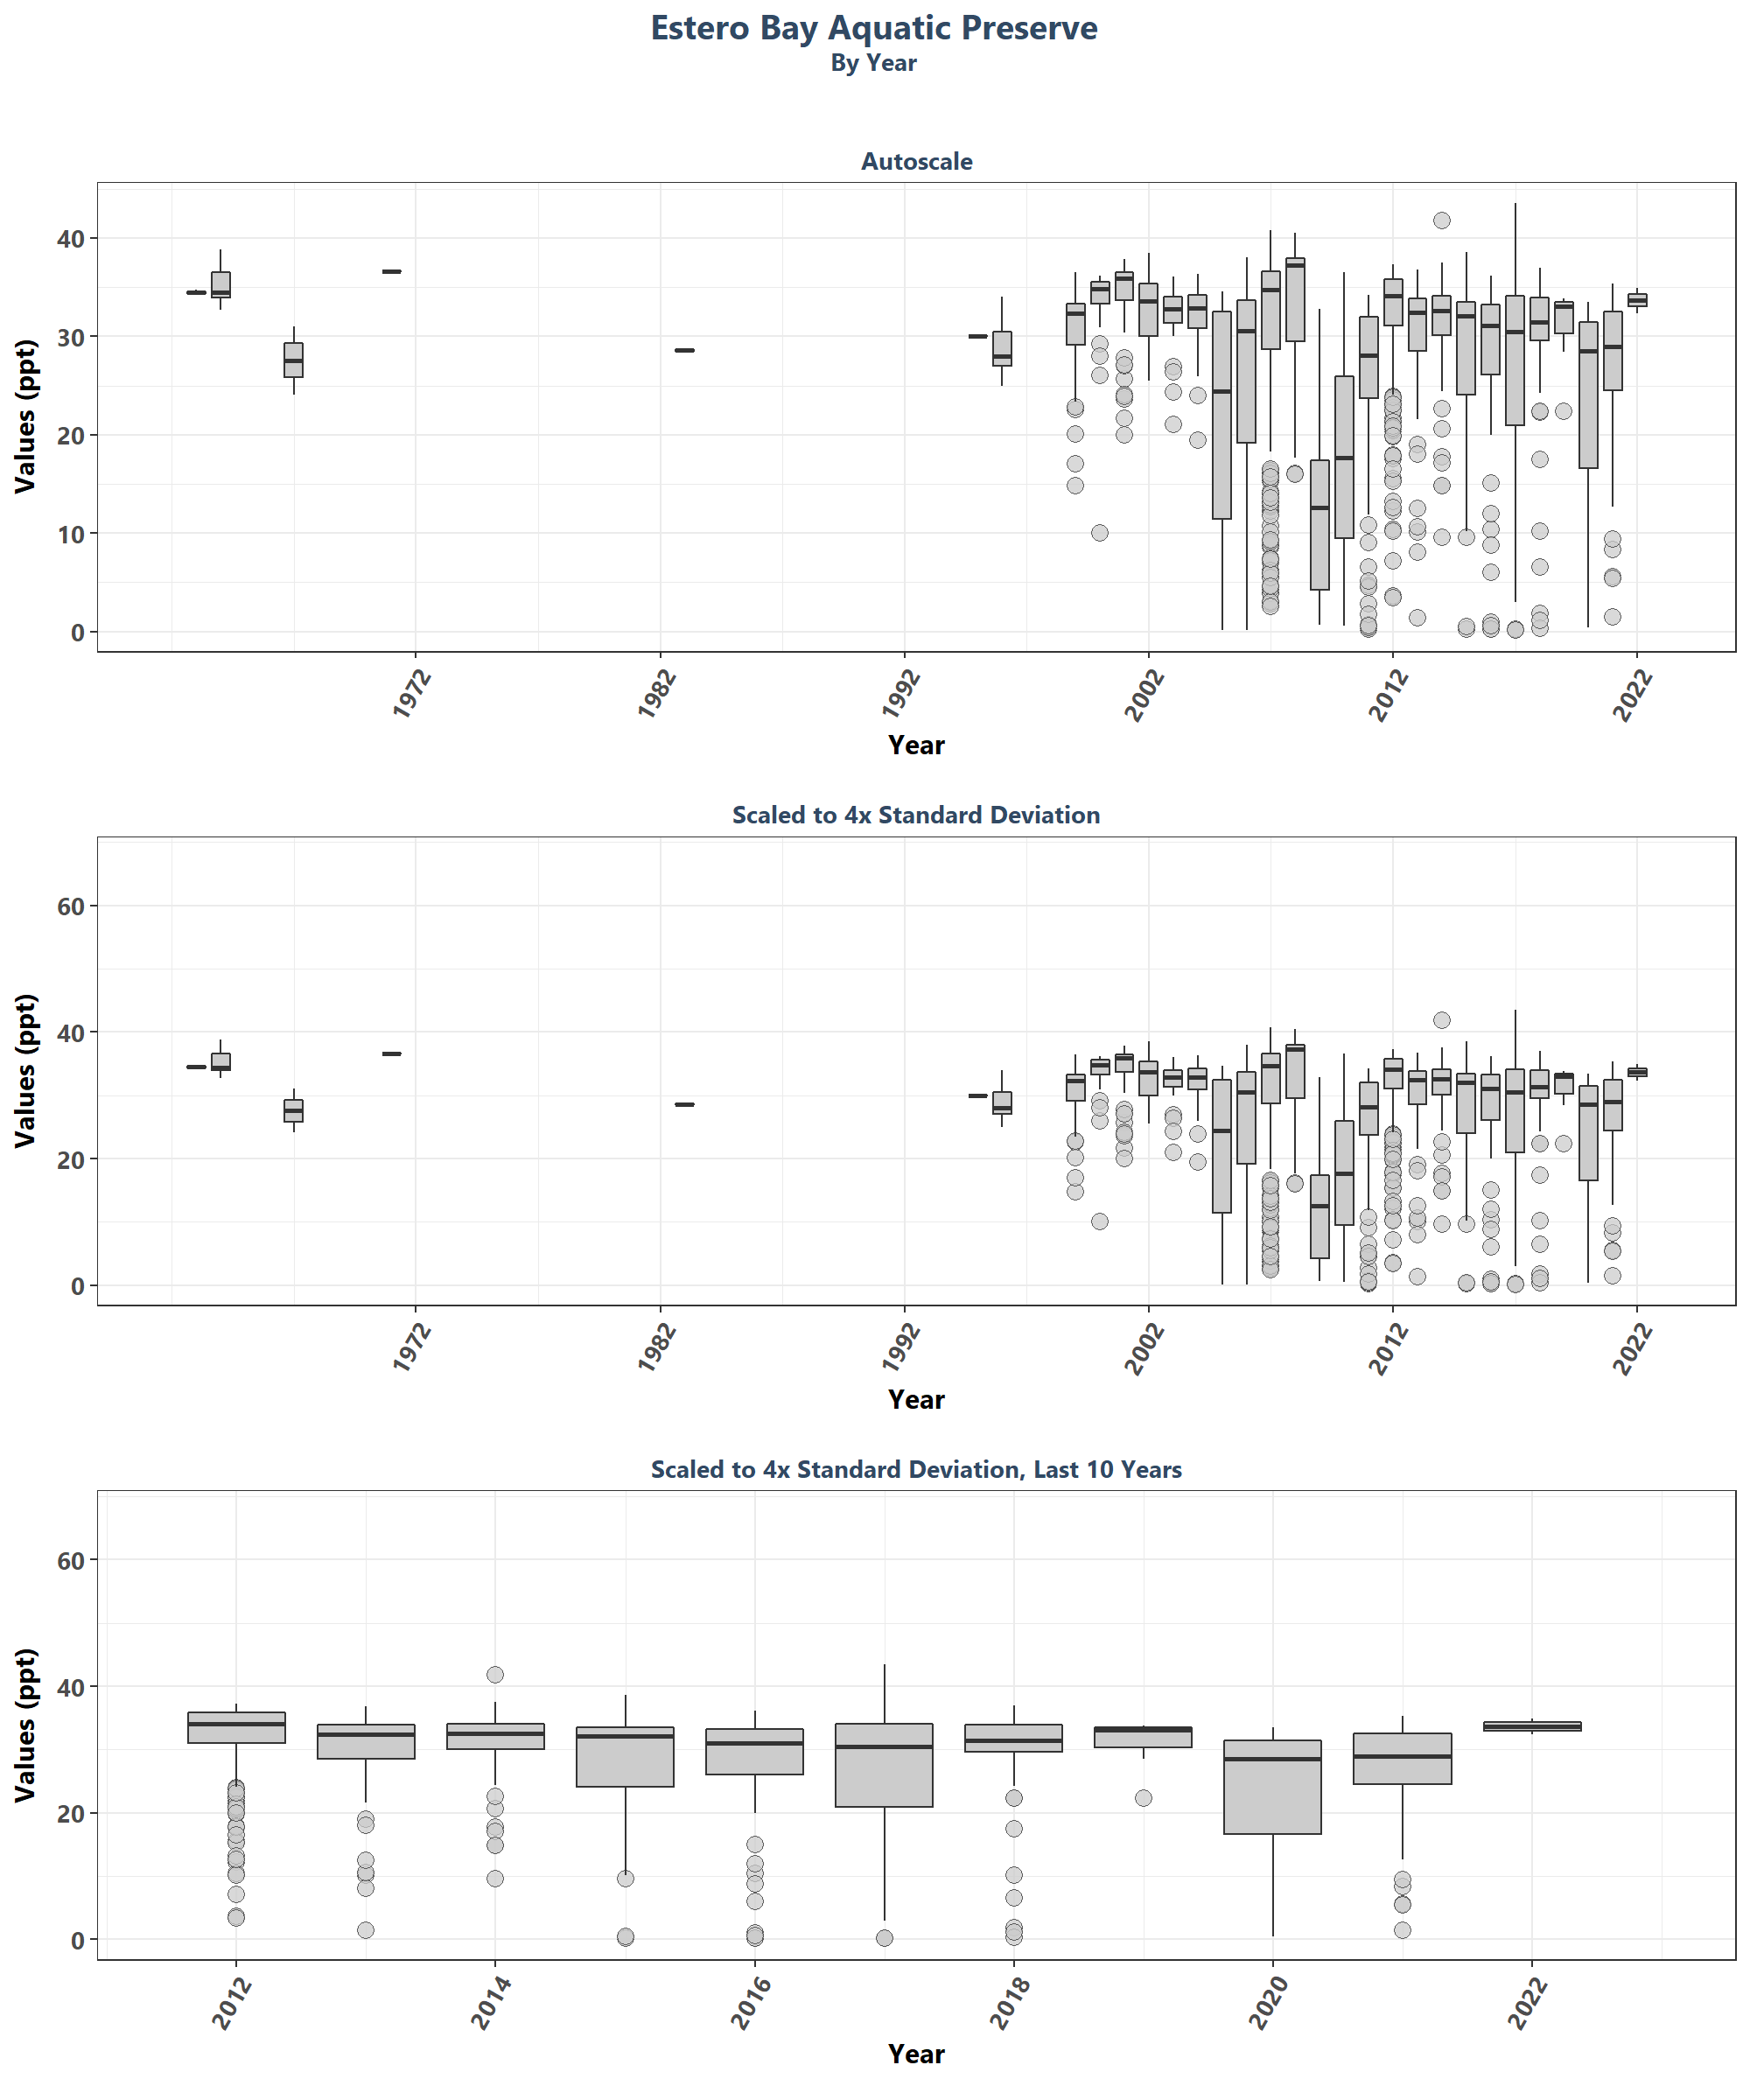 Estero Bay Aquatic Preserve
By Year
Autoscale
Values (ppt)
40
30
20
10
0
1972 1982 1992 2002 2012 2022
Year
Scaled to 4x Standard Deviation
Values (ppt)
60
40
20
0
1972 1982 1992 2002 2012 2022
Year
Scaled to 4x Standard Deviation, Last 10 Years
Values (ppt)
60
40
20
0
2012 2014 2016 2018 2020 2022
Year